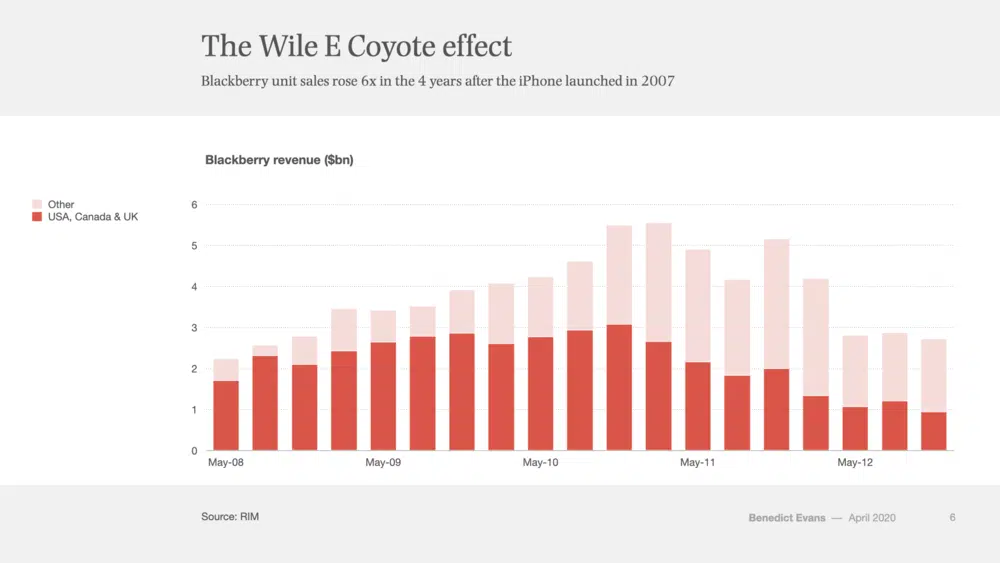 The Wile E Coyote effect
Blackberry unit sales rose 6x in the 4 years after the iPhone launched in 2007
Blackberry revenue ($bn)
Other
USA, Canada & UK
6
5
4
3
2
1
0
May-08 May-09 May-10 May-11 May-12
Source: RIM
Benedict Evans — April 2020 6